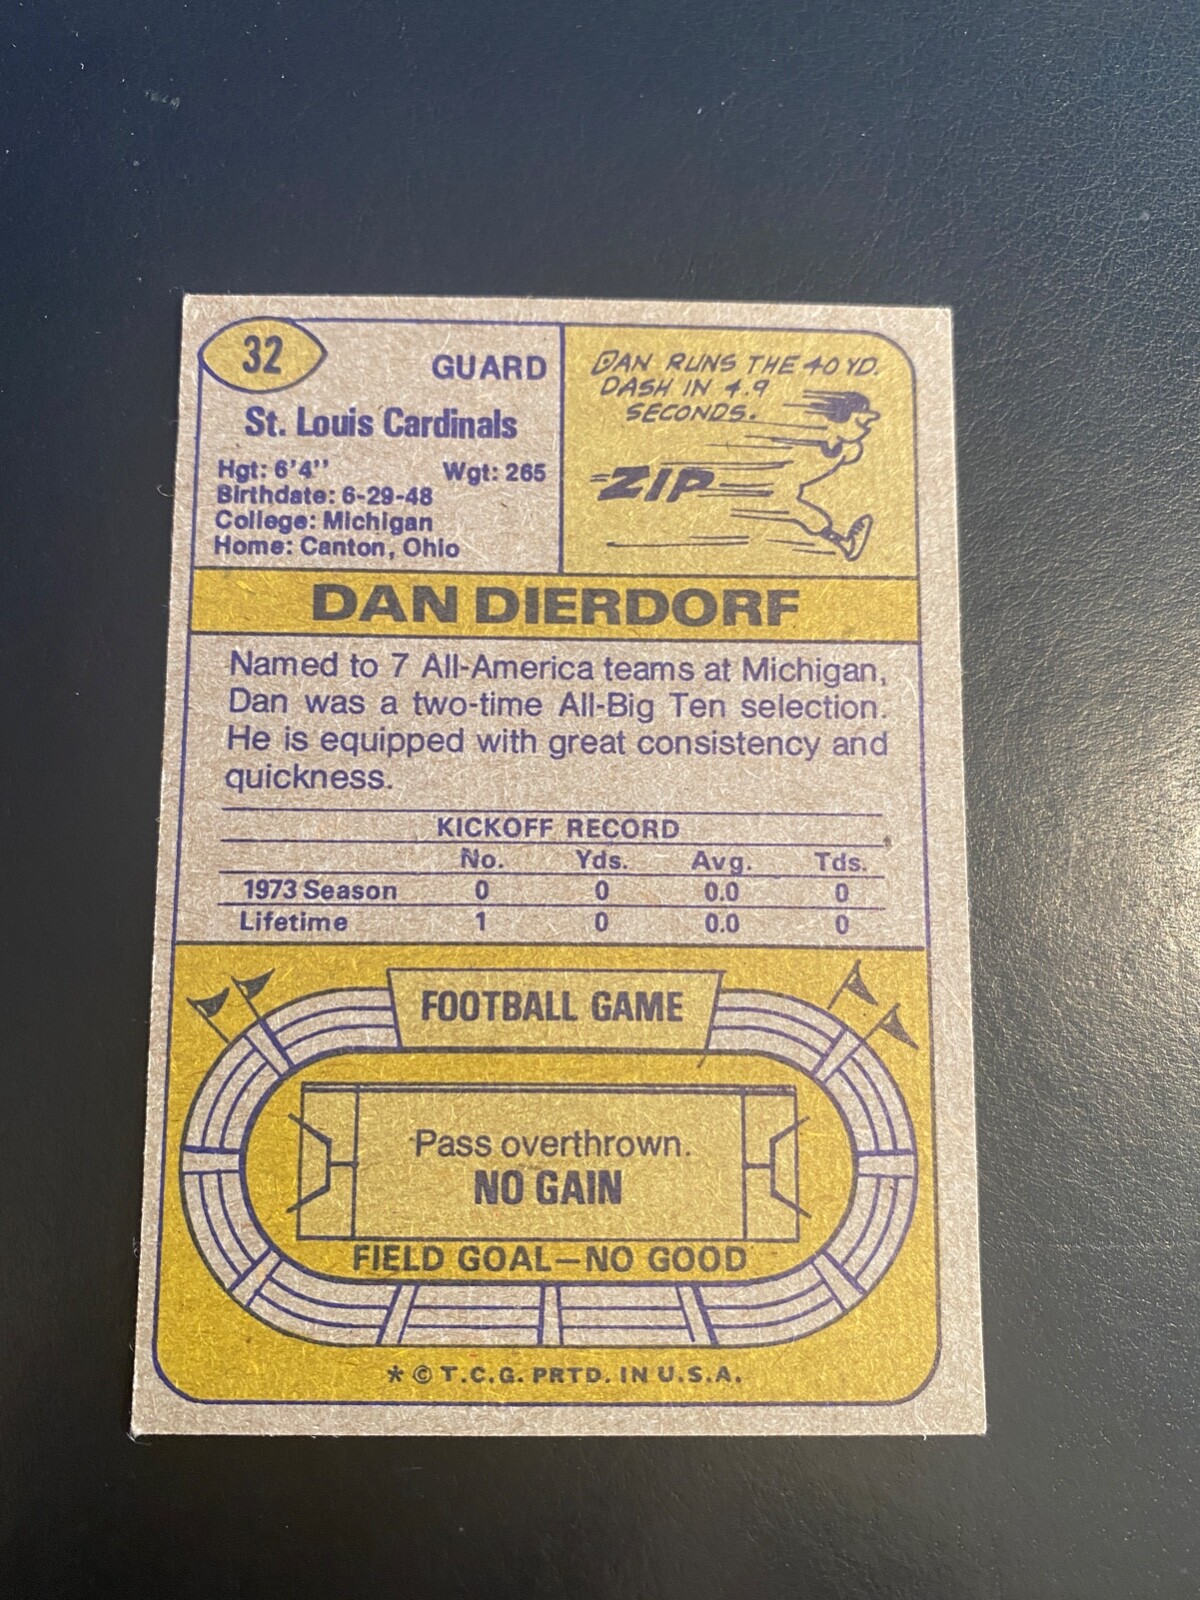 32
GUARD
St. Louis Cardinals
Hgt: 6'4" Wgt: 265
Birthdate: 6-29-48
College: Michigan
Home: Canton, Ohio
DAN RUNS THE 40 YD.
DASH IN 4.9
SECONDS.
ZIP
DAN DIERDORF
Named to 7 All-America teams at Michigan,
Dan was a two-time All-Big Ten selection.
He is equipped with great consistency and
quickness.
KICKOFF RECORD
No. Yds. Avg. Tds.
1973 Season 0 0 0.0 0
Lifetime 1 0 0.0 0
FOOTBALL GAME
Pass overthrown.
NO GAIN
FIELD GOAL—NO GOOD
* © T.C.G. PRTD. IN U.S.A.